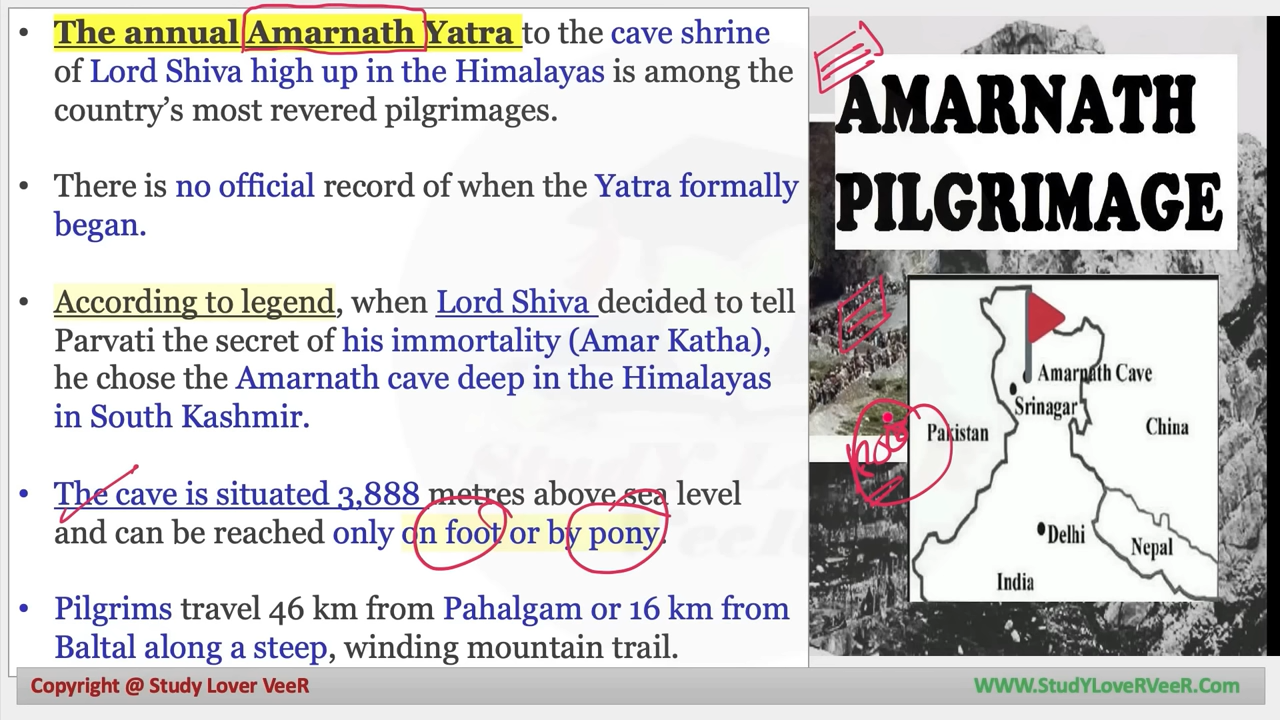 • The annual Amarnath Yatra to the cave shrine
of Lord Shiva high up in the Himalayas is among the
country’s most revered pilgrimages.
• There is no official record of when the Yatra formally
began.
• According to legend, when Lord Shiva decided to tell
Parvati the secret of his immortality (Amar Katha),
he chose the Amarnath cave deep in the Himalayas
in South Kashmir.
• The cave is situated 3,888 metres above sea level
and can be reached only on foot or by pony.
• Pilgrims travel 46 km from Pahalgam or 16 km from
Baltal along a steep, winding mountain trail.
AMARNATH
PILGRIMAGE
Amarnath Cave
Srinagar
Pakistan
China
Delhi
Nepal
India
Copyright @ Study Lover VeeR
WWW.StudYLoveRVeeR.Com